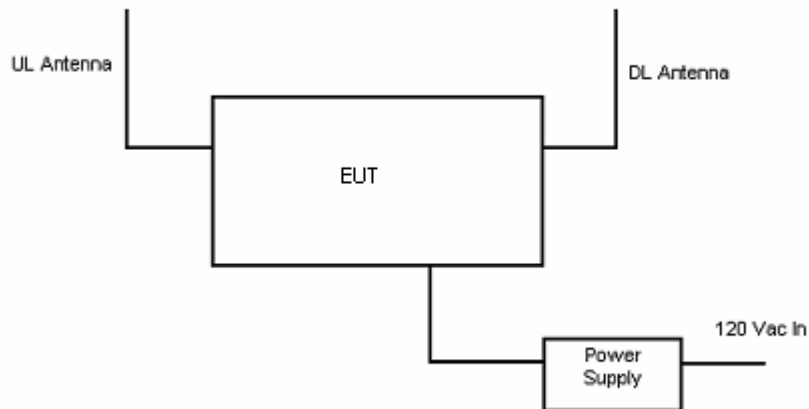 UL Antenna
DL Antenna
EUT
120 Vac In
Power
Supply